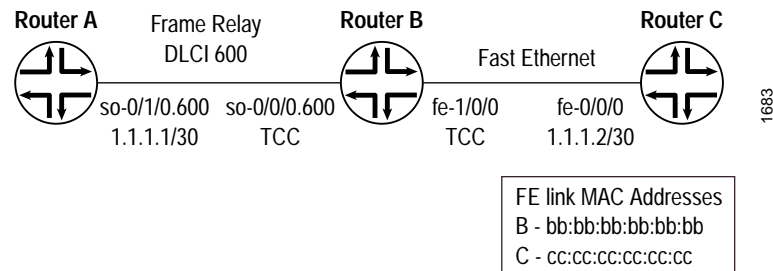 Router A
Frame Relay
DLCI 600
Router B
Fast Ethernet
Router C
so-0/1/0.600
1.1.1.1/30
so-0/0/0.600
TCC
fe-1/0/0
TCC
fe-0/0/0
1.1.1.2/30
1683
FE link MAC Addresses
B - bb:bb:bb:bb:bb:bb
C - cc:cc:cc:cc:cc:cc